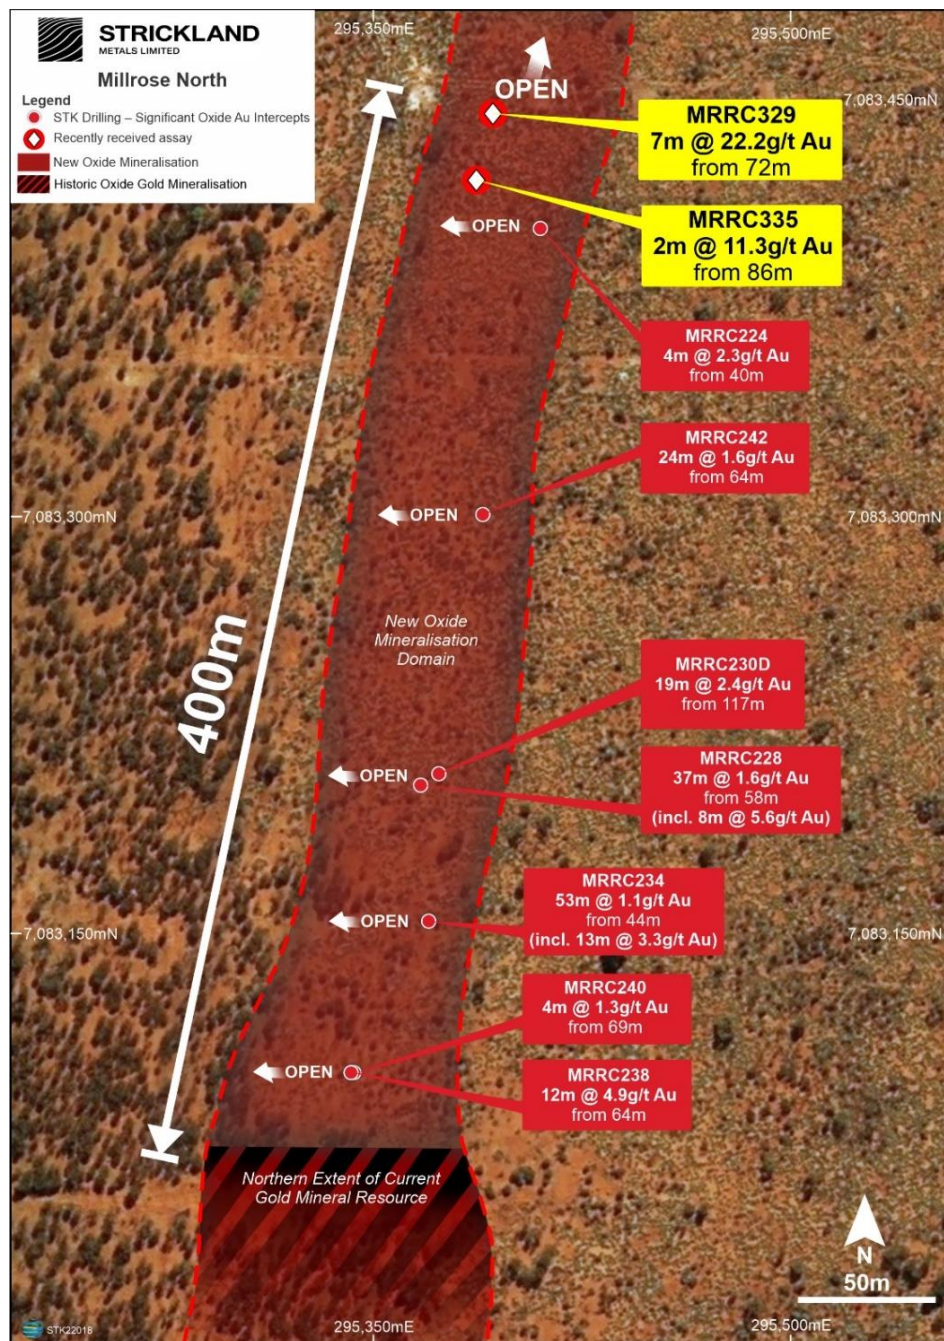 STRICKLAND
METALS LIMITED
Millrose North
Legend
STK Drilling – Significant Oxide Au Intercepts
Recently received assay
New Oxide Mineralisation
Historic Oxide Gold Mineralisation
295,350mE
295,500mE
OPEN
7,083,450mN
MRRC329
7m @ 22.2g/t Au
from 72m
MRRC335
2m @ 11.3g/t Au
from 86m
OPEN
MRRC224
4m @ 2.3g/t Au
from 40m
MRRC242
24m @ 1.6g/t Au
from 64m
7,083,300mN
OPEN
7,083,300mN
400m
New Oxide
Mineralisation
Domain
MRRC230D
19m @ 2.4g/t Au
from 117m
OPEN
MRRC228
37m @ 1.6g/t Au
from 58m
(incl. 8m @ 5.6g/t Au)
MRRC234
53m @ 1.1g/t Au
from 44m
(incl. 13m @ 3.3g/t Au)
OPEN
7,083,150mN
7,083,150mN
MRRC240
4m @ 1.3g/t Au
from 69m
OPEN
MRRC238
12m @ 4.9g/t Au
from 64m
Northern Extent of Current
Gold Mineral Resource
N
50m
STK22018
295,350mE
295,500mE